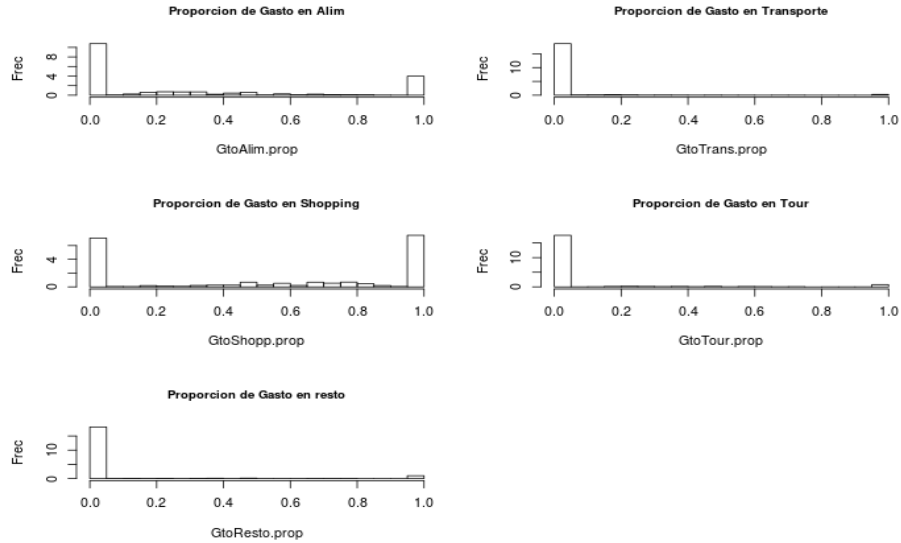 Proporcion de Gasto en Alim
Frec
0 4 8
0.0 0.2 0.4 0.6 0.8 1.0
GtoAlim.prop
Proporcion de Gasto en Transporte
Frec
0 10
0.0 0.2 0.4 0.6 0.8 1.0
GtoTrans.prop
Proporcion de Gasto en Shopping
Frec
0 4
0.0 0.2 0.4 0.6 0.8 1.0
GtoShopp.prop
Proporcion de Gasto en Tour
Frec
0 10
0.0 0.2 0.4 0.6 0.8 1.0
GtoTour.prop
Proporcion de Gasto en resto
Frec
0 10
0.0 0.2 0.4 0.6 0.8 1.0
GtoResto.prop